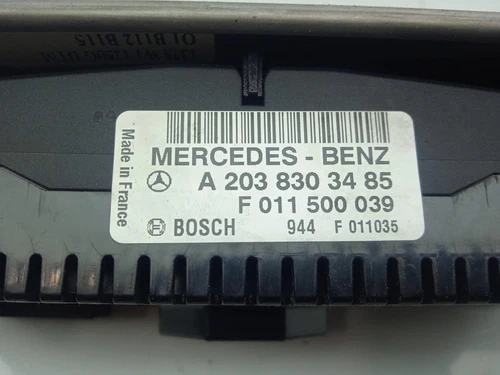 Made in France
MERCEDES - BENZ
A 203 830 34 85
F 011 500 039
BOSCH 944 F 011035